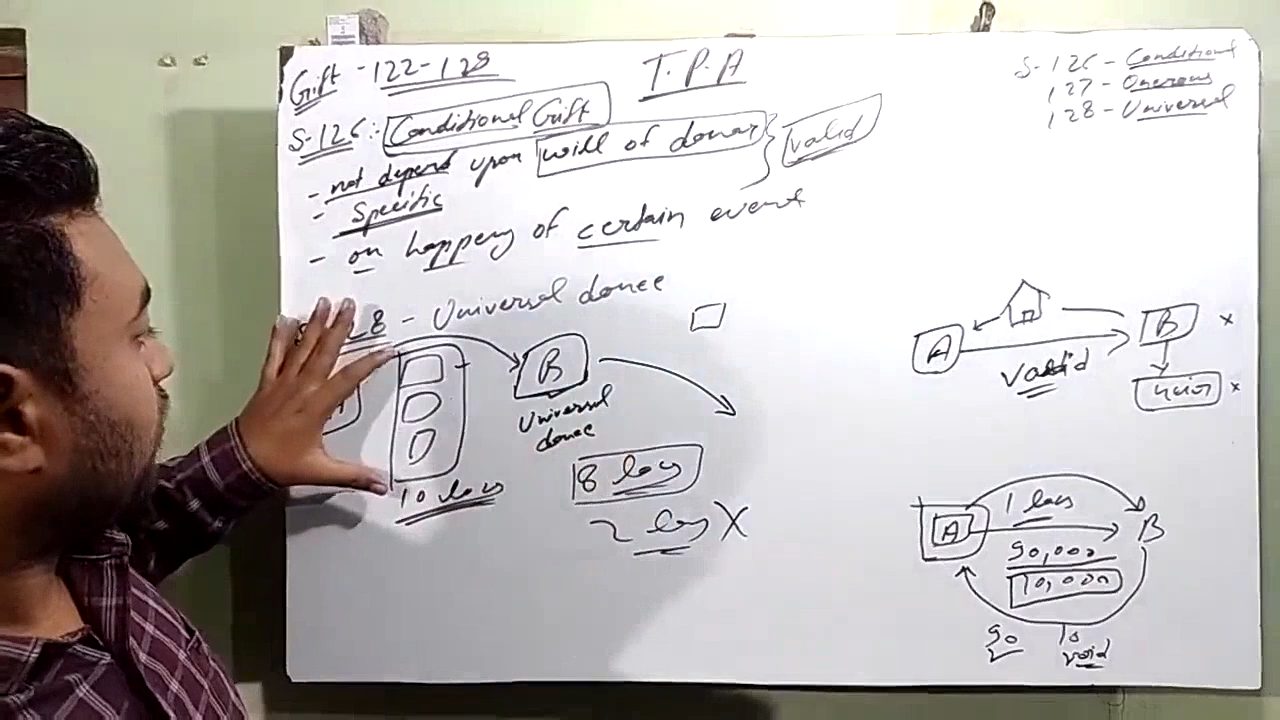 Gift - 122-128
T.P.A
S-126 - Conditional
127 - Onerous
128 - Universal
S-126: Conditional Gift
- not depend upon will of donor } valid
- Specific
- on happeny of certain event
28 - Universal donee
B
Universal
donee
10 lacs
8 lacs
2 lacs X
A
B x
valid
x
1 lacs
A
B
90,000
10,000
90 10
void